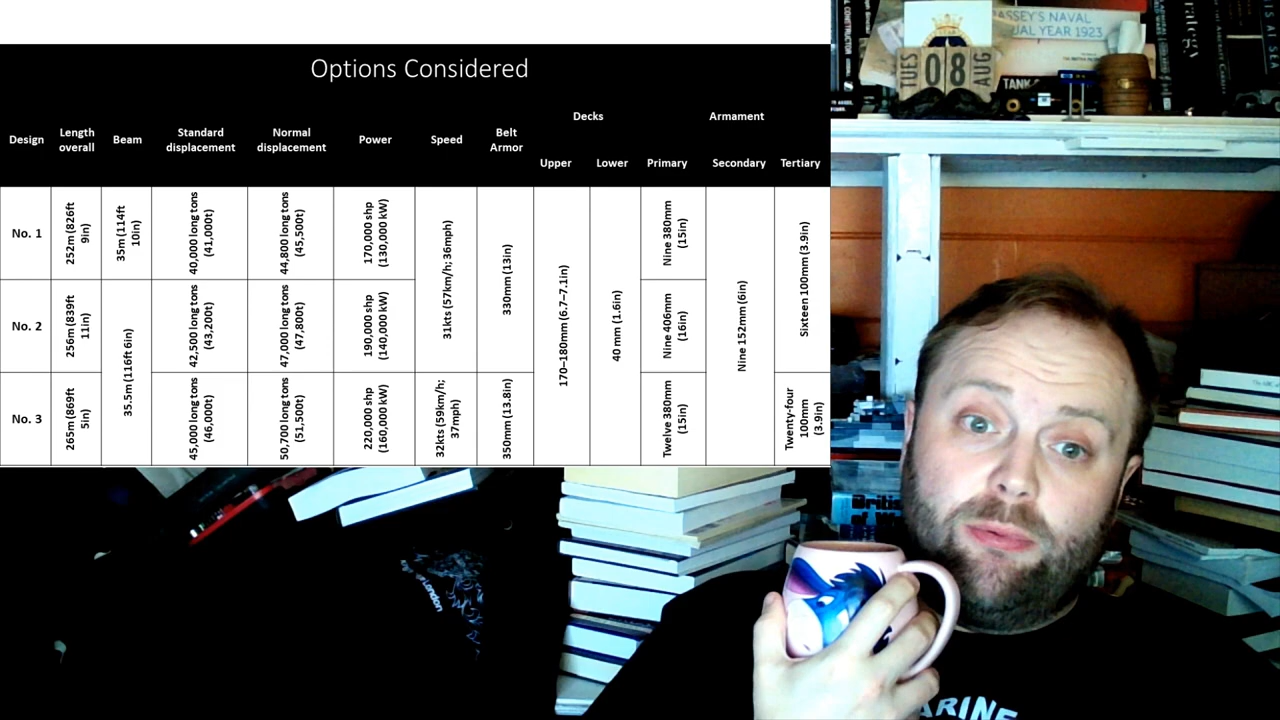 Options Considered
Design
Length
overall
Beam
Standard
displacement
Normal
displacement
Power
Speed
Belt
Armor
Decks
Upper
Lower
Armament
Primary
Secondary
Tertiary
No. 1
252m (826ft
9in)
35m (114ft
10in)
40,000 long tons
(41,000t)
44,800 long tons
(45,500t)
170,000 shp
(130,000 kW)
31kts (57km/h; 36mph)
330mm (13in)
170–180mm (6.7–7.1in)
40 mm (1.6in)
Nine 380mm
(15in)
Nine 152mm (6in)
Sixteen 100mm (3.9in)
No. 2
256m (839ft
11in)
35.5m (116ft 6in)
42,500 long tons
(43,200t)
47,000 long tons
(47,800t)
190,000 shp
(140,000 kW)
Nine 406mm
(16in)
No. 3
265m (869ft
5in)
45,000 long tons
(46,000t)
50,700 long tons
(51,500t)
220,000 shp
(160,000 kW)
32kts (59km/h;
37mph)
350mm (13.8in)
Twelve 380mm
(15in)
Twenty-four
100mm
(3.9in)
TUES
08
AUG
NAVAL
YEAR 1923
TANK
London
ARINE